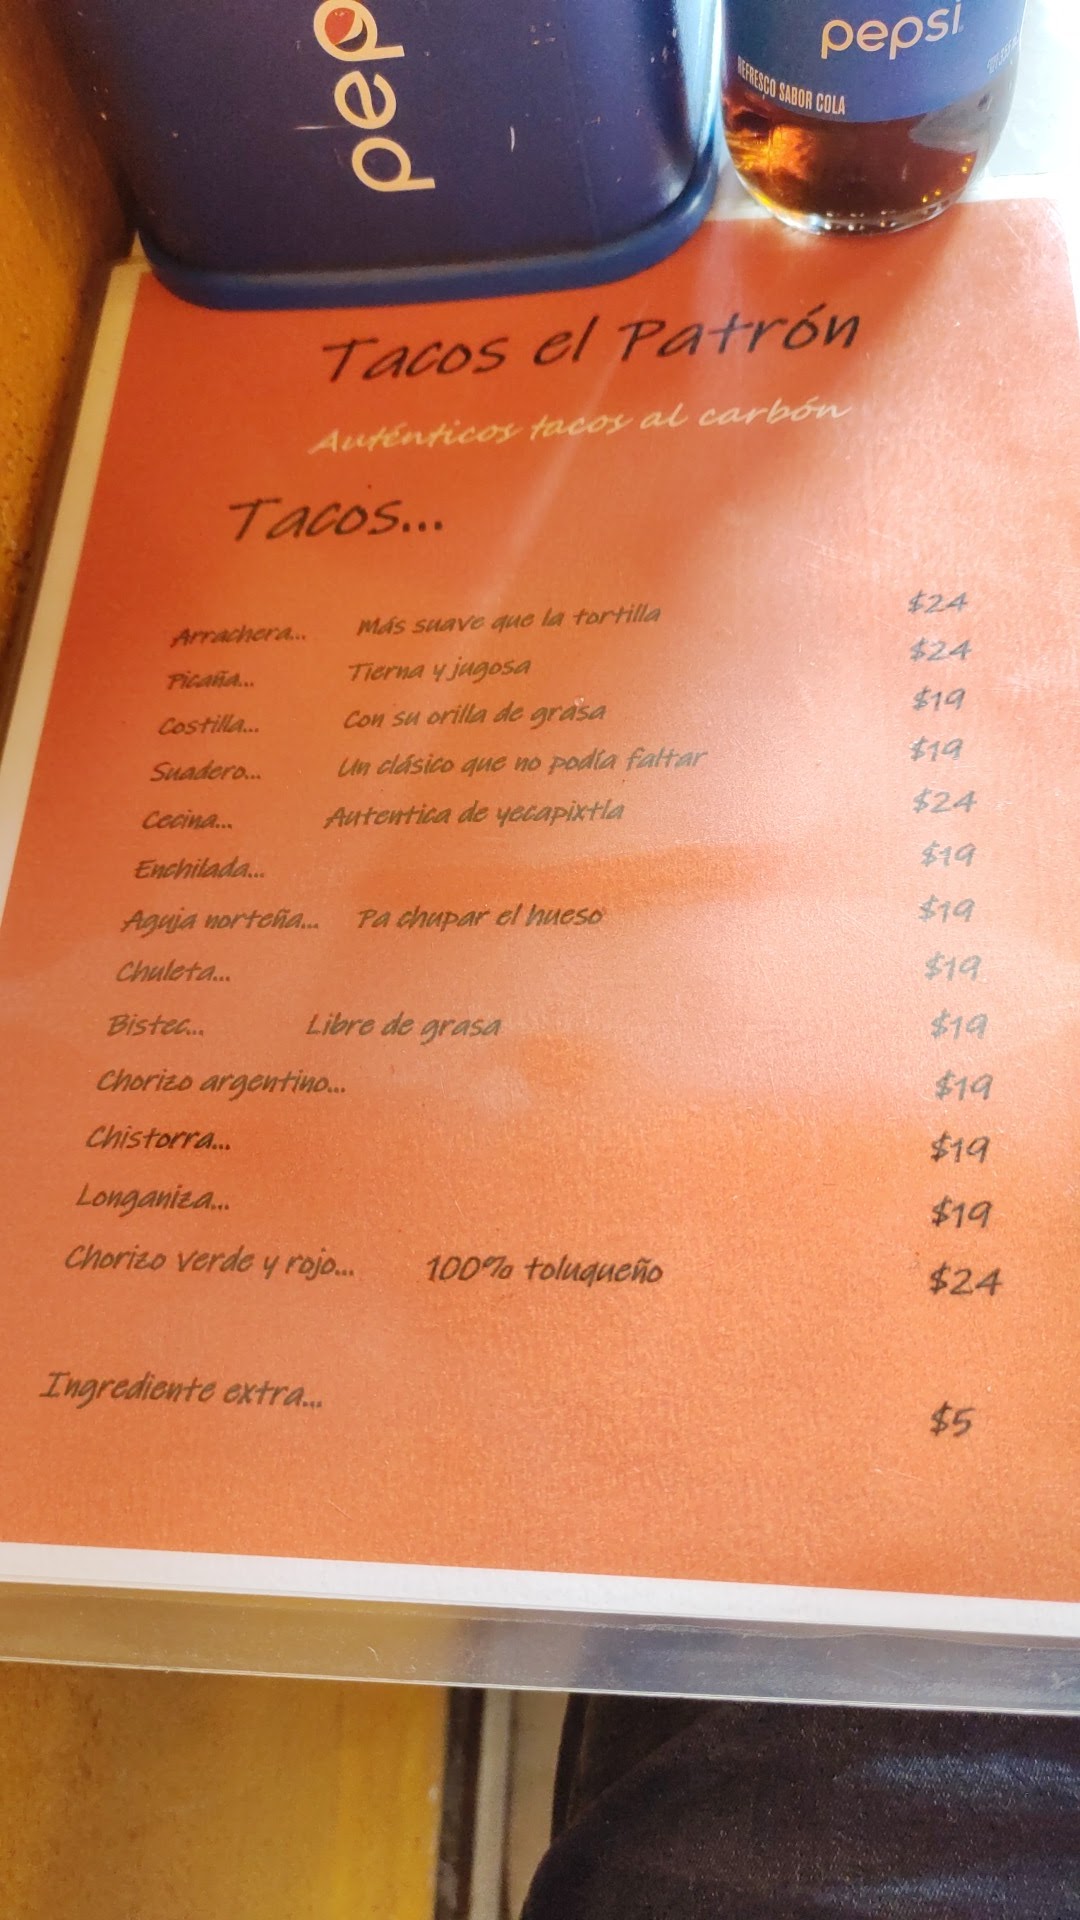 pep
pepsi
REFRESCO SABOR COLA
Tacos el Patrón
Auténticos tacos al carbón
Tacos...
Arrachera... Más suave que la tortilla $24
Picaña... Tierna y jugosa $24
Costilla... Con su orilla de grasa $19
Suadero... Un clásico que no podía faltar $19
Cecina... Autentica de yecapixtla $24
Enchilada... $19
Aguja norteña... Pa chupar el hueso $19
Chuleta... $19
Bistec... Libre de grasa $19
Chorizo argentino... $19
Chistorra... $19
Longaniza... $19
Chorizo verde y rojo... 100% toluqueño $24
Ingrediente extra... $5